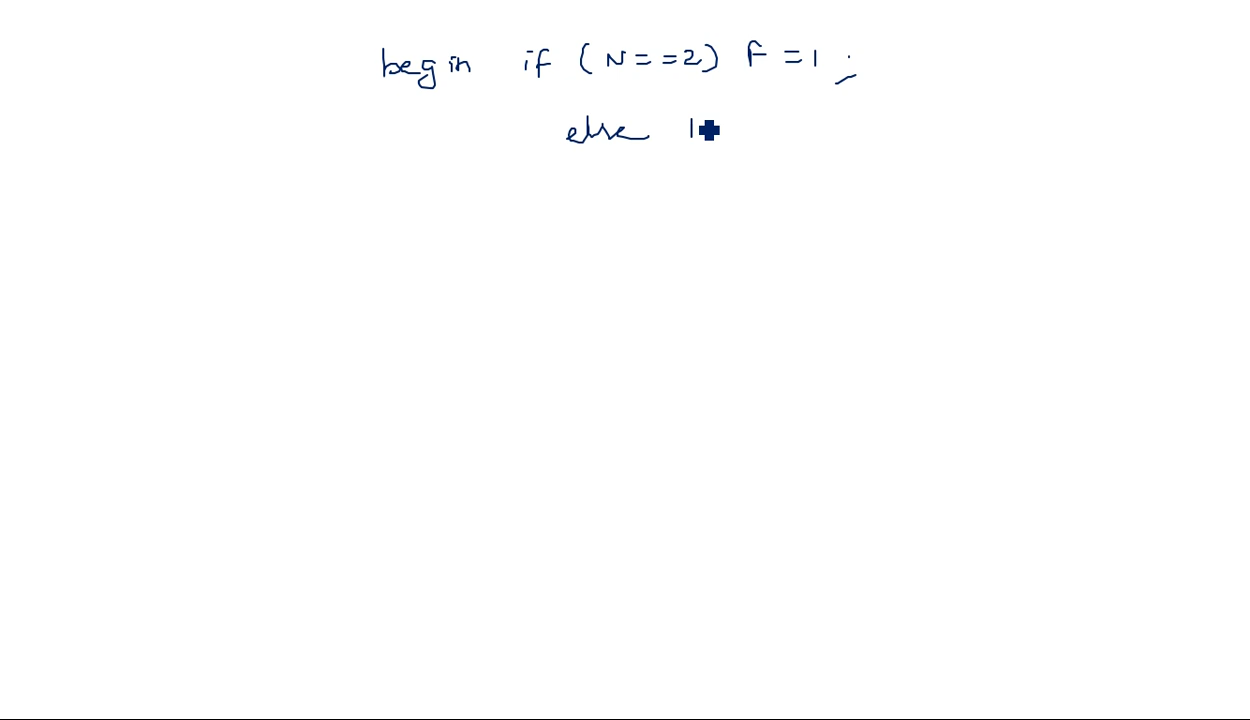 begin if (N==2) F=1;
else